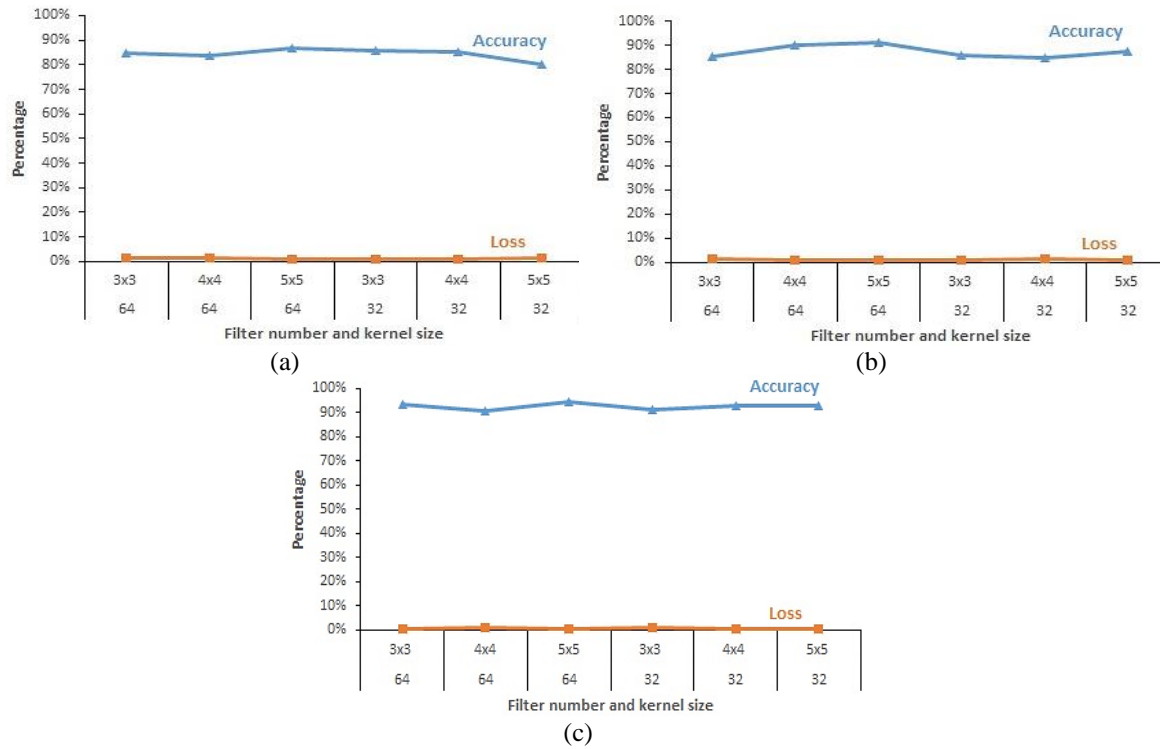 100%
90%
80%
70%
60%
50%
40%
30%
20%
10%
0%
Percentage
Accuracy
Loss
3x3 4x4 5x5 3x3 4x4 5x5
64 64 64 32 32 32
Filter number and kernel size
(a)
100%
90%
80%
70%
60%
50%
40%
30%
20%
10%
0%
Percentage
Accuracy
Loss
3x3 4x4 5x5 3x3 4x4 5x5
64 64 64 32 32 32
Filter number and kernel size
(b)
100%
90%
80%
70%
60%
50%
40%
30%
20%
10%
0%
Percentage
Accuracy
Loss
3x3 4x4 5x5 3x3 4x4 5x5
64 64 64 32 32 32
Filter number and kernel size
(c)